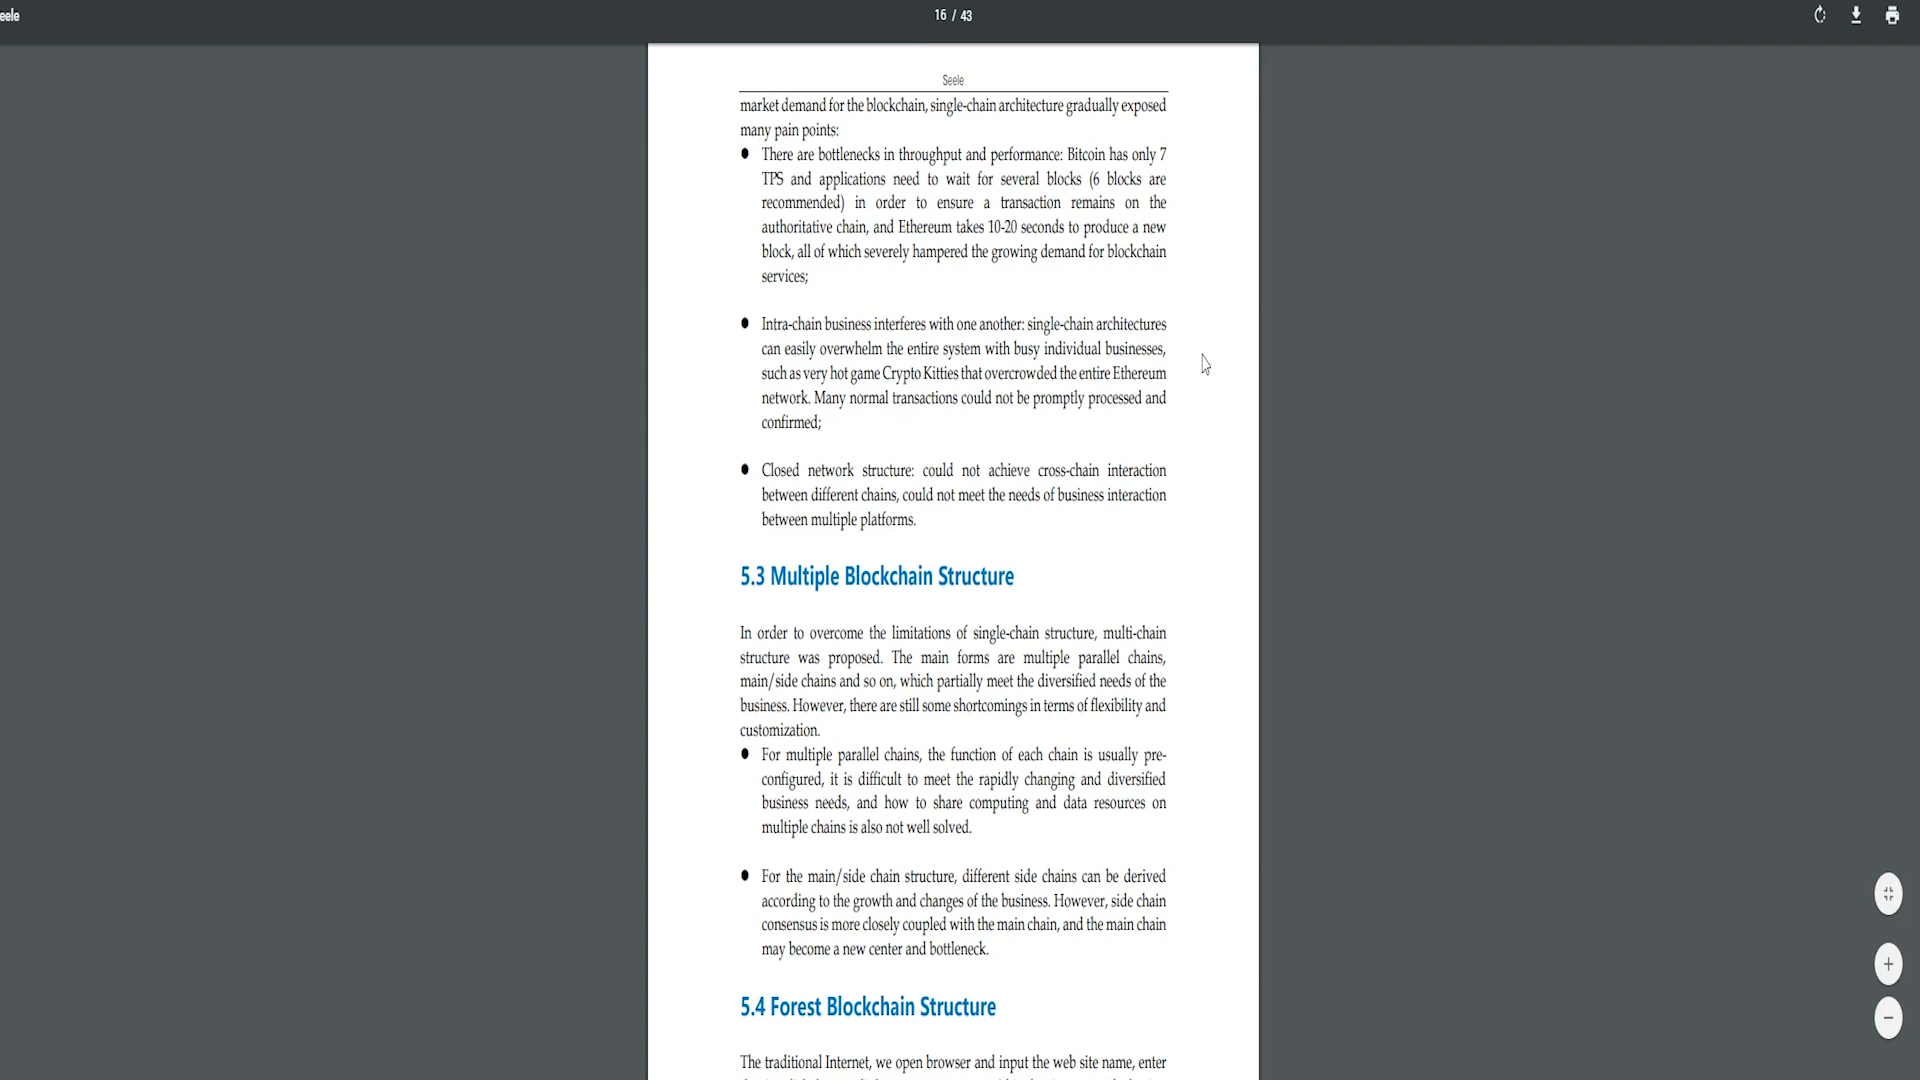 eele
16 / 43
Seele
market demand for the blockchain, single-chain architecture gradually exposed
many pain points:
● There are bottlenecks in throughput and performance: Bitcoin has only 7
TPS and applications need to wait for several blocks (6 blocks are
recommended) in order to ensure a transaction remains on the
authoritative chain, and Ethereum takes 10-20 seconds to produce a new
block, all of which severely hampered the growing demand for blockchain
services;
● Intra-chain business interferes with one another: single-chain architectures
can easily overwhelm the entire system with busy individual businesses,
such as very hot game Crypto Kitties that overcrowded the entire Ethereum
network. Many normal transactions could not be promptly processed and
confirmed;
● Closed network structure: could not achieve cross-chain interaction
between different chains, could not meet the needs of business interaction
between multiple platforms.
5.3 Multiple Blockchain Structure
In order to overcome the limitations of single-chain structure, multi-chain
structure was proposed. The main forms are multiple parallel chains,
main/side chains and so on, which partially meet the diversified needs of the
business. However, there are still some shortcomings in terms of flexibility and
customization.
● For multiple parallel chains, the function of each chain is usually pre-
configured, it is difficult to meet the rapidly changing and diversified
business needs, and how to share computing and data resources on
multiple chains is also not well solved.
● For the main/side chain structure, different side chains can be derived
according to the growth and changes of the business. However, side chain
consensus is more closely coupled with the main chain, and the main chain
may become a new center and bottleneck.
5.4 Forest Blockchain Structure
The traditional Internet, we open browser and input the web site name, enter